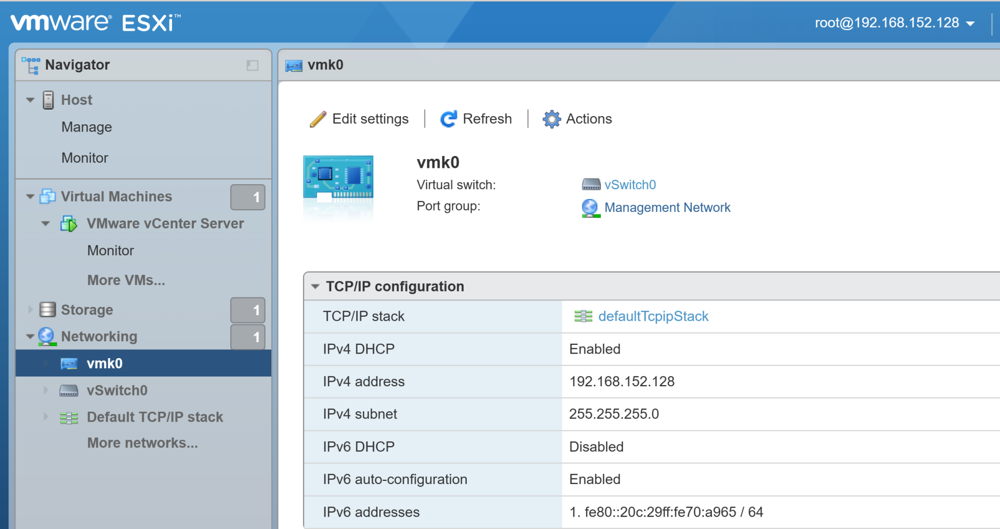 vmware® ESXi™
root@192.168.152.128
Navigator
Host
Manage
Monitor
Virtual Machines 1
VMware vCenter Server
Monitor
More VMs...
Storage 1
Networking 1
vmk0
vSwitch0
Default TCP/IP stack
More networks...
vmk0
Edit settings
Refresh
Actions
vmk0
Virtual switch: vSwitch0
Port group: Management Network
TCP/IP configuration
TCP/IP stack defaultTcpipStack
IPv4 DHCP Enabled
IPv4 address 192.168.152.128
IPv4 subnet 255.255.255.0
IPv6 DHCP Disabled
IPv6 auto-configuration Enabled
IPv6 addresses 1. fe80::20c:29ff:fe70:a965 / 64